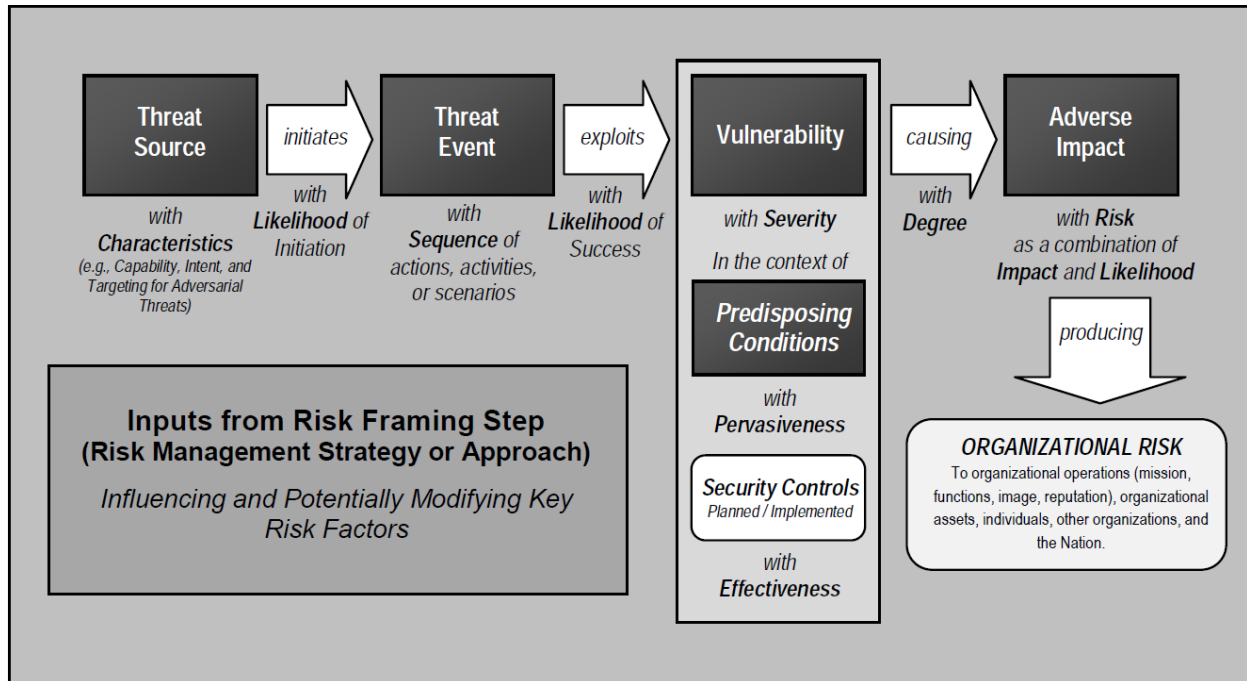 Threat
Source
initiates
Threat
Event
exploits
Vulnerability
causing
Adverse
Impact
with
Characteristics
(e.g., Capability, Intent, and
Targeting for Adversarial
Threats)
with
Likelihood of
Initiation
with
Sequence of
actions, activities,
or scenarios
with
Likelihood of
Success
with Severity
In the context of
Predisposing
Conditions
with
Pervasiveness
Security Controls
Planned / Implemented
with
Effectiveness
with
Degree
with Risk
as a combination of
Impact and Likelihood
producing
ORGANIZATIONAL RISK
To organizational operations (mission,
functions, image, reputation), organizational
assets, individuals, other organizations, and
the Nation.
Inputs from Risk Framing Step
(Risk Management Strategy or Approach)
Influencing and Potentially Modifying Key
Risk Factors